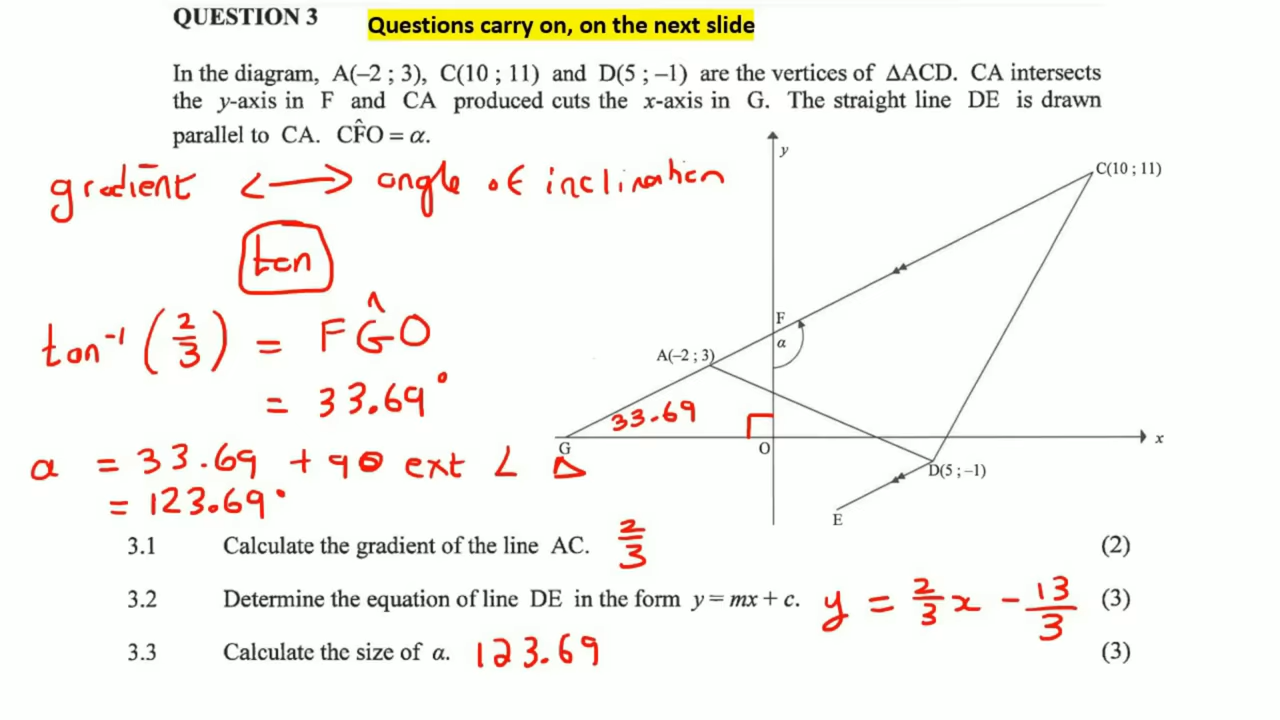 QUESTION 3
Questions carry on, on the next slide
In the diagram, A(–2 ; 3), C(10 ; 11) and D(5 ; –1) are the vertices of ΔACD. CA intersects
the y-axis in F and CA produced cuts the x-axis in G. The straight line DE is drawn
parallel to CA. CF̂O = α.
gradient <—> angle of inclination
tan
tan⁻¹ (2/3) = FĜO
= 33.69°
α = 33.69 + 90 ext ∠ Δ
= 123.69°
y
C(10 ; 11)
F
α
A(–2 ; 3)
33.69
G
O
x
D(5 ; –1)
E
3.1 Calculate the gradient of the line AC. 2/3 (2)
3.2 Determine the equation of line DE in the form y = mx + c. y = 2/3 x - 13/3 (3)
3.3 Calculate the size of α. 123.69 (3)